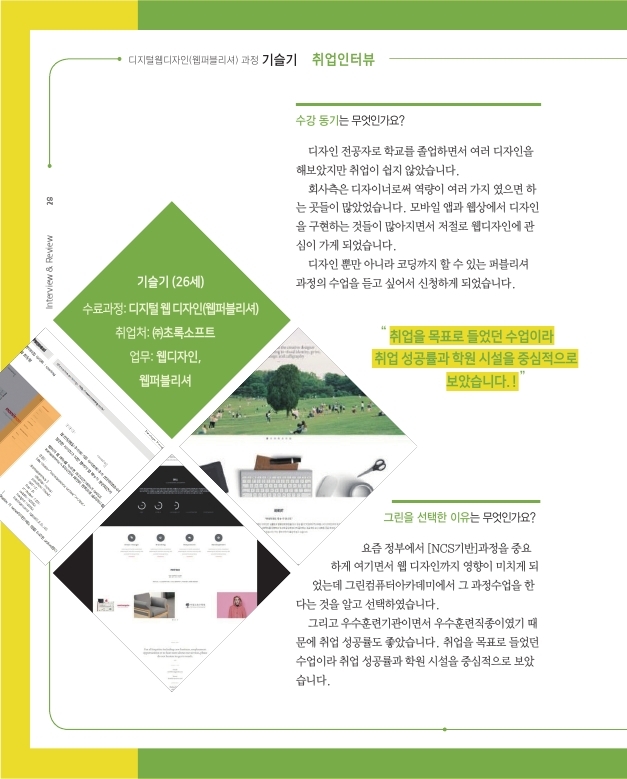 디지털웹디자인(웹퍼블리셔) 과정 기슬기 취업인터뷰
수강 동기는 무엇인가요?
디자인 전공자로 학교를 졸업하면서 여러 디자인을
해보았지만 취업이 쉽지 않았습니다.
회사측은 디자이너로써 역량이 여러 가지 였으면 하
는 곳들이 많았었습니다. 모바일 앱과 웹상에서 디자인
을 구현하는 것들이 많아지면서 저절로 웹디자인에 관
심이 가게 되었습니다.
디자인 뿐만 아니라 코딩까지 할 수 있는 퍼블리셔
과정의 수업을 듣고 싶어서 신청하게 되었습니다.
28
Interview & Review
기슬기 (26세)
수료과정: 디지털 웹 디자인(웹퍼블리셔)
취업처: ㈜초록소프트
업무: 웹디자인,
웹퍼블리셔
“ 취업을 목표로 들었던 수업이라
취업 성공률과 학원 시설을 중심적으로
보았습니다. ! ”
그린을 선택한 이유는 무엇인가요?
요즘 정부에서 [NCS기반]과정을 중요
하게 여기면서 웹 디자인까지 영향이 미치게 되
었는데 그린컴퓨터아카데미에서 그 과정수업을 한
다는 것을 알고 선택하였습니다.
그리고 우수훈련기관이면서 우수훈련직종이였기 때
문에 취업 성공률도 좋았습니다. 취업을 목표로 들었던
수업이라 취업 성공률과 학원 시설을 중심적으로 보았
습니다.